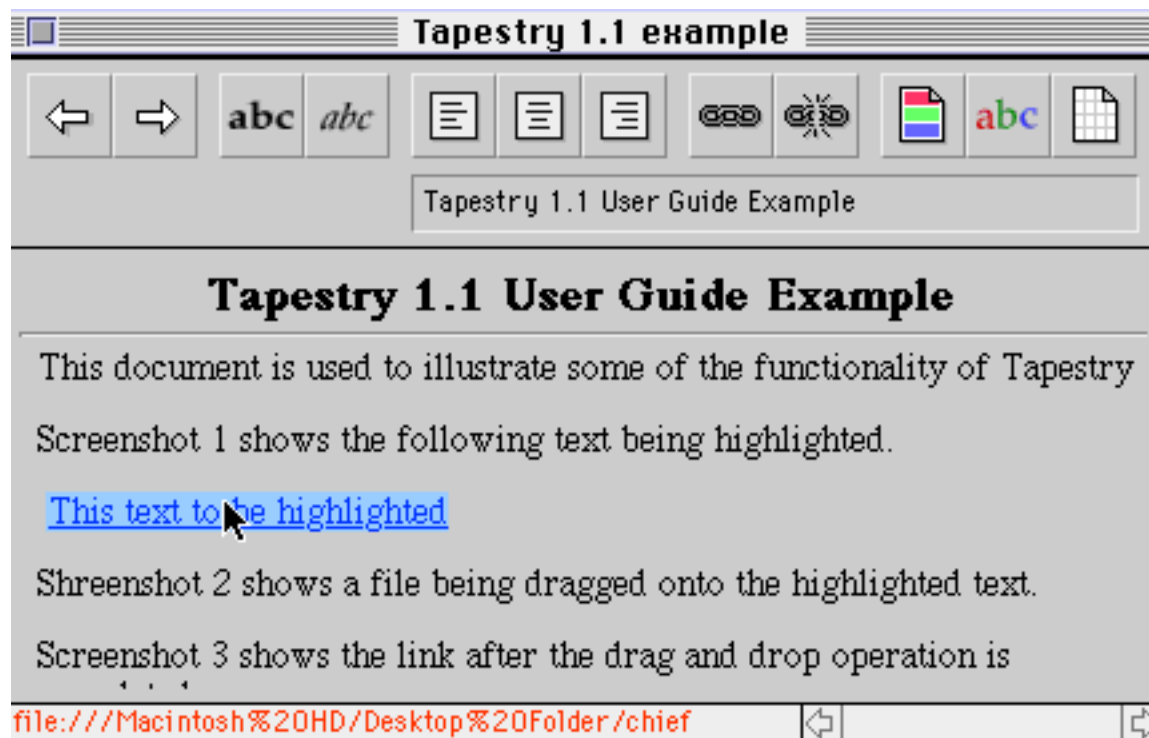 Tapestry 1.1 example
abc abc abc
Tapestry 1.1 User Guide Example
Tapestry 1.1 User Guide Example
This document is used to illustrate some of the functionality of Tapestry
Screenshot 1 shows the following text being highlighted.
This text to be highlighted
Shreenshot 2 shows a file being dragged onto the highlighted text.
Screenshot 3 shows the link after the drag and drop operation is
file:///Macintosh%20HD/Desktop%20Folder/chief